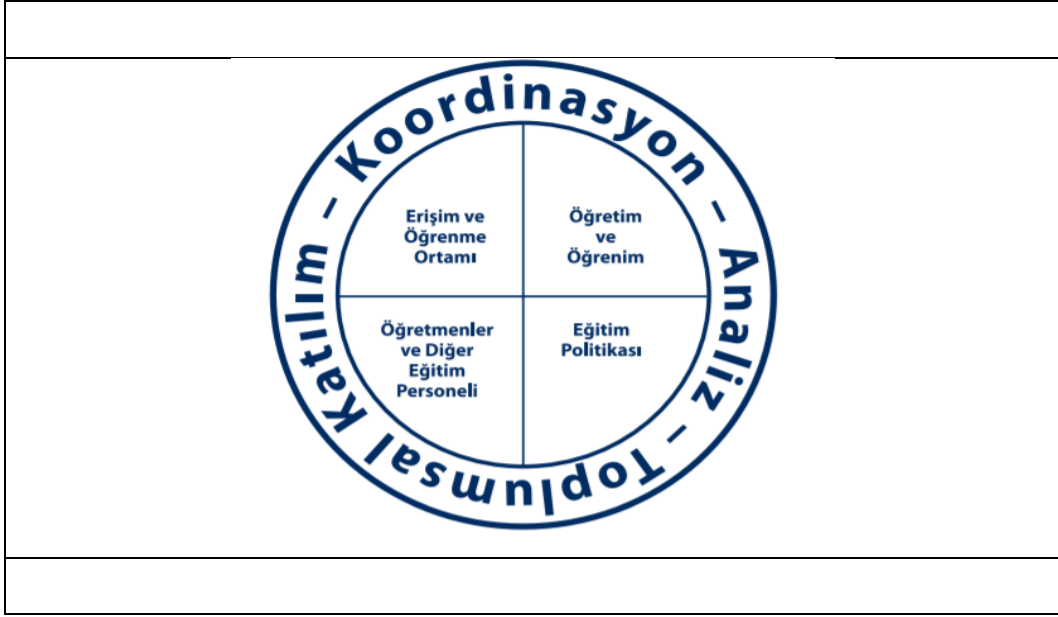 Koordinasyon – Analiz – Toplumsal Katılım –
Erişim ve
Öğrenme
Ortamı
Öğretim
ve
Öğrenim
Öğretmenler
ve Diğer
Eğitim
Personeli
Eğitim
Politikası